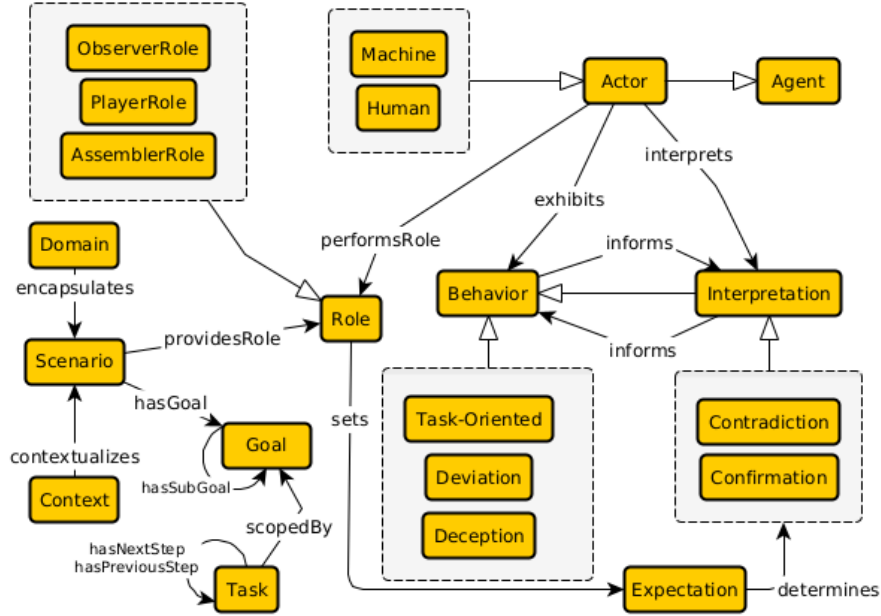 ObserverRole
PlayerRole
AssemblerRole
Machine
Human
Actor
Agent
interprets
exhibits
performsRole
Domain
encapsulates
informs
Behavior
Interpretation
Role
providesRole
Scenario
informs
hasGoal
sets
Task-Oriented
Contradiction
Goal
contextualizes
hasSubGoal
Deviation
Confirmation
Context
scopedBy
Deception
hasNextStep
hasPreviousStep
Task
Expectation
determines